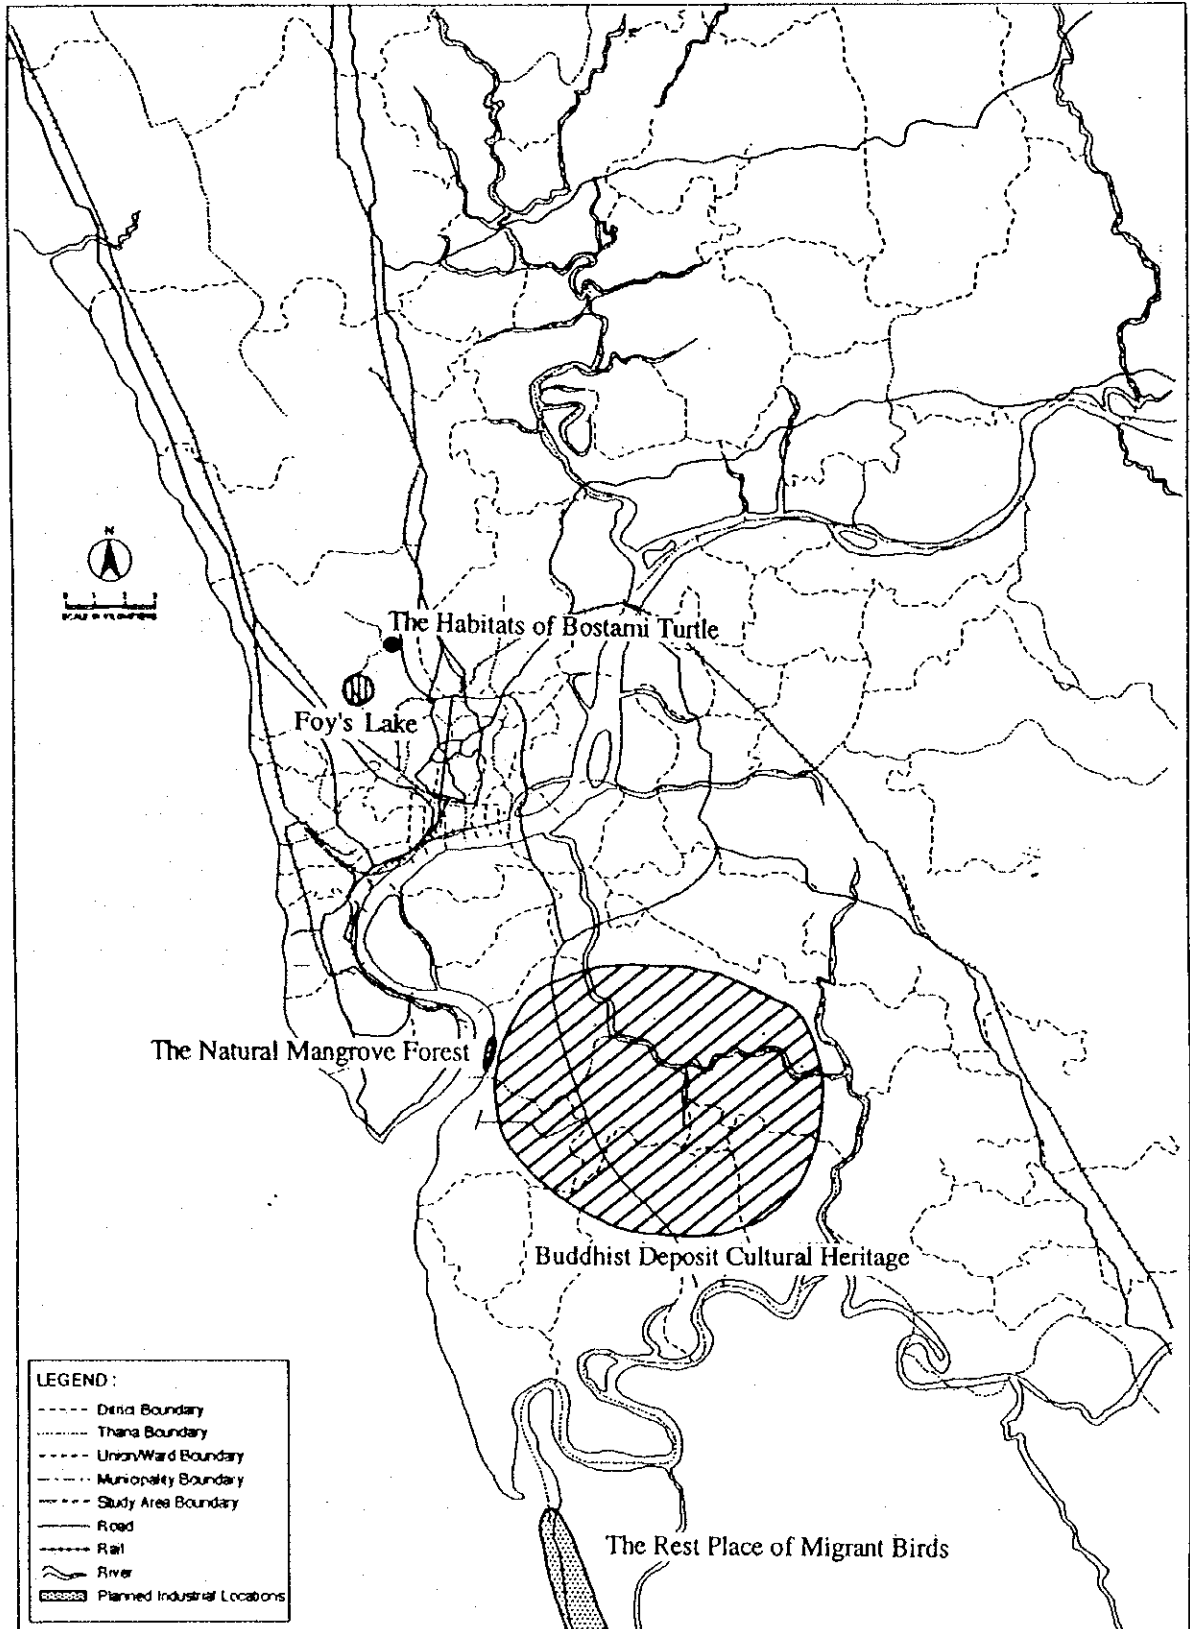 N
The Habitats of Bostami Turtle
Foy's Lake
The Natural Mangrove Forest
Buddhist Deposit Cultural Heritage
The Rest Place of Migrant Birds
LEGEND :
District Boundary
Thana Boundary
Union/Ward Boundary
Municipality Boundary
Study Area Boundary
Road
Rail
River
Planned Industrial Locations